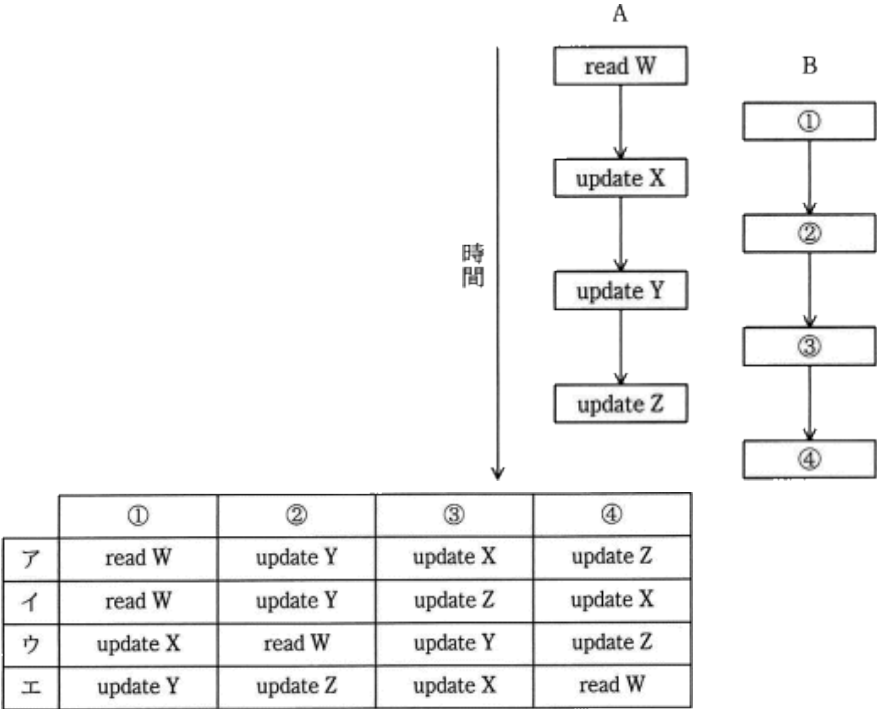 A
read W
B
①
update X
②
時間
update Y
③
update Z
④
① ② ③ ④
ア read W update Y update X update Z
イ read W update Y update Z update X
ウ update X read W update Y update Z
エ update Y update Z update X read W